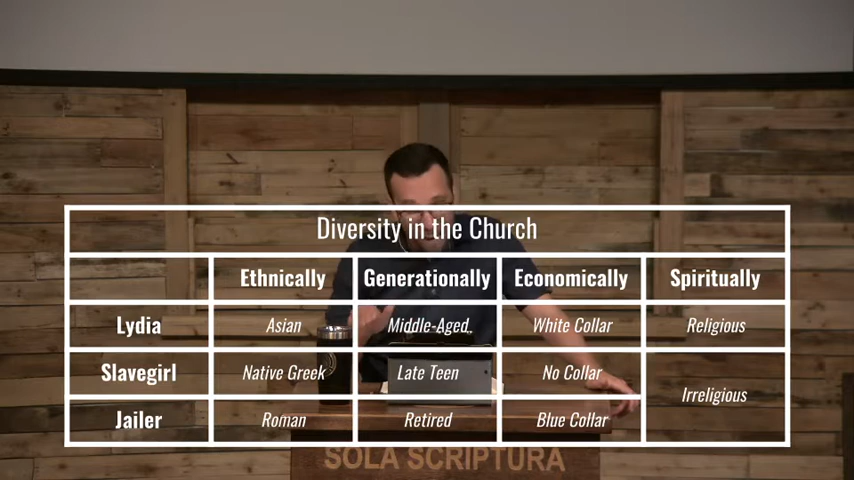 Diversity in the Church
Ethnically Generationally Economically Spiritually
Lydia Asian Middle-Aged White Collar Religious
Slavegirl Native Greek Late Teen No Collar Irreligious
Jailer Roman Retired Blue Collar
SOLA SCRIPTURA